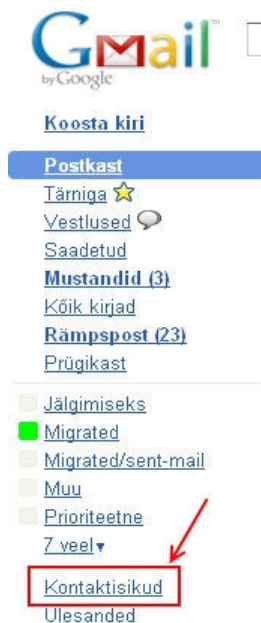 Gmail™
by Google
Koosta kiri
Postkast
Tärniga
Vestlused
Saadetud
Mustandid (3)
Kõik kirjad
Rämpspost (23)
Prügikast
Jälgimiseks
Migrated
Migrated/sent-mail
Muu
Prioriteetne
7 veel▼
Kontaktisikud
Ülesanded